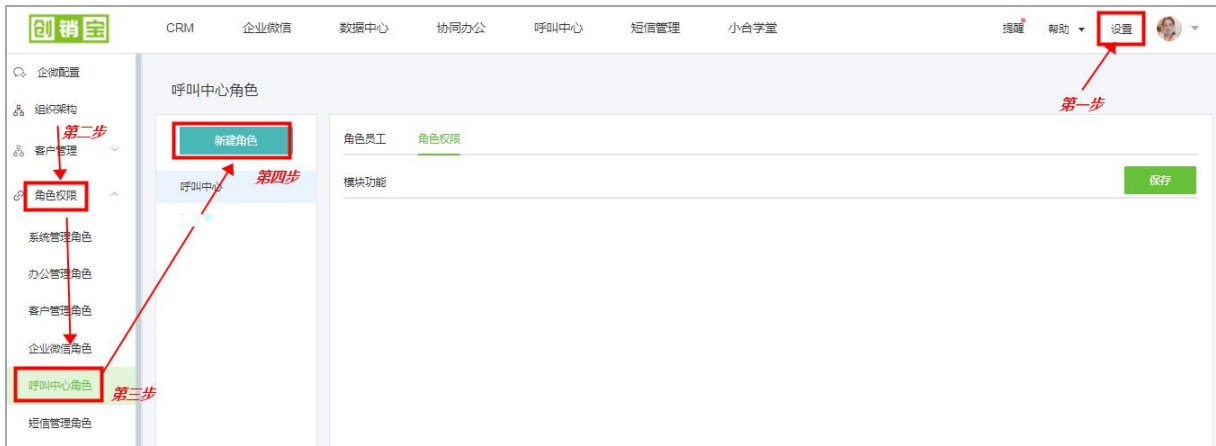 创销宝 CRM 企业微信 数据中心 协同办公 呼叫中心 短信管理 小合学堂 提醒 帮助 设置
第一步
企微配置
组织架构
第二步
客户管理
角色权限
系统管理角色
办公管理角色
客户管理角色
企业微信角色
呼叫中心角色
第三步
短信管理角色
呼叫中心角色
新建角色
第四步
呼叫中心
角色员工 角色权限
模块功能 保存